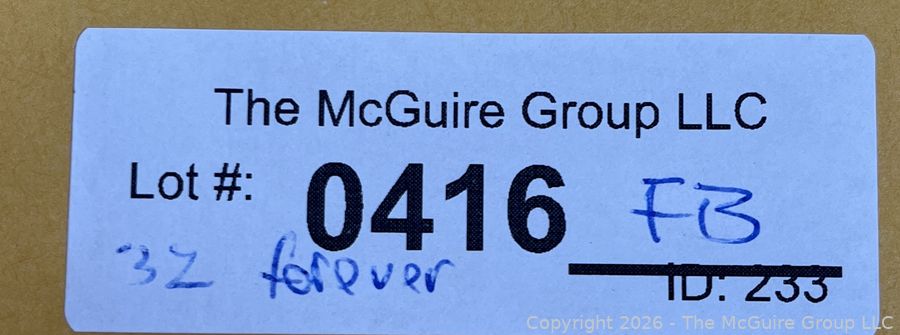 The McGuire Group LLC
Lot #: 0416 FB
32 forever
ID: 233
Copyright 2026 - The McGuire Group LLC